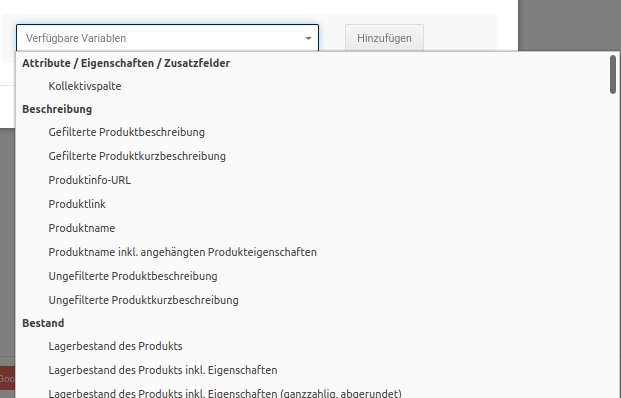 Verfügbare Variablen
Hinzufügen
Attribute / Eigenschaften / Zusatzfelder
Kollektivspalte
Beschreibung
Gefilterte Produktbeschreibung
Gefilterte Produktkurzbeschreibung
Produktinfo-URL
Produktlink
Produktname
Produktname inkl. angehängten Produkteigenschaften
Ungefilterte Produktbeschreibung
Ungefilterte Produktkurzbeschreibung
Bestand
Lagerbestand des Produkts
Lagerbestand des Produkts inkl. Eigenschaften
Goo
Lagerbestand des Produkts inkl. Eigenschaften (ganzzahlig, abgerundet)